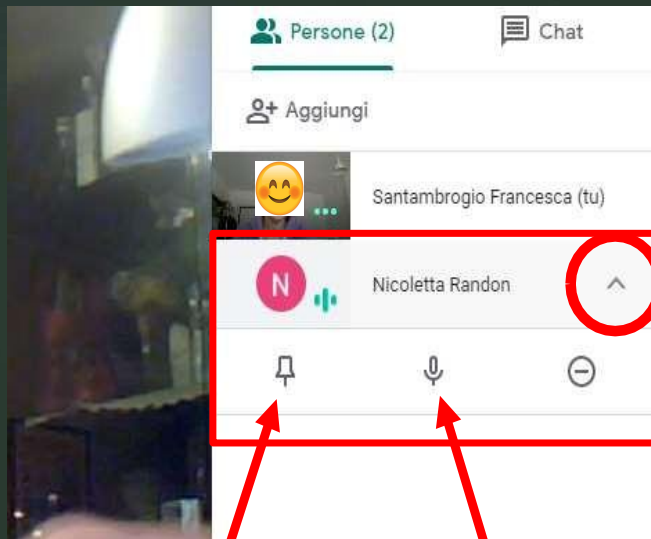 Persone (2)
Chat
Aggiungi
Santambrogio Francesca (tu)
N
Nicoletta Randon